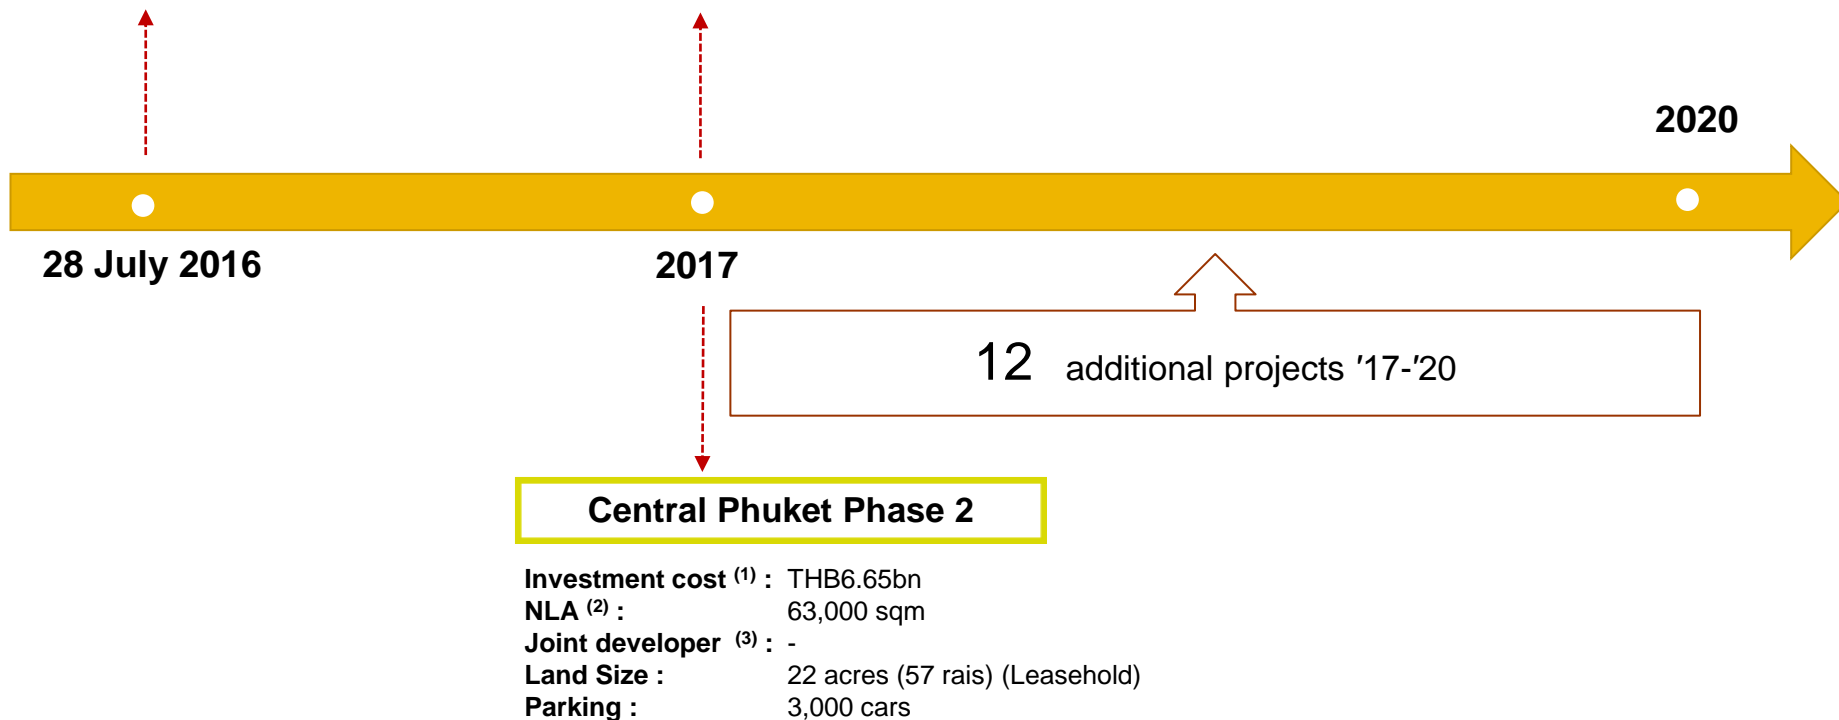 2020
28 July 2016
2017
12 additional projects '17-'20
Central Phuket Phase 2
Investment cost (1) : THB6.65bn
NLA (2) : 63,000 sqm
Joint developer (3) : -
Land Size : 22 acres (57 rais) (Leasehold)
Parking : 3,000 cars